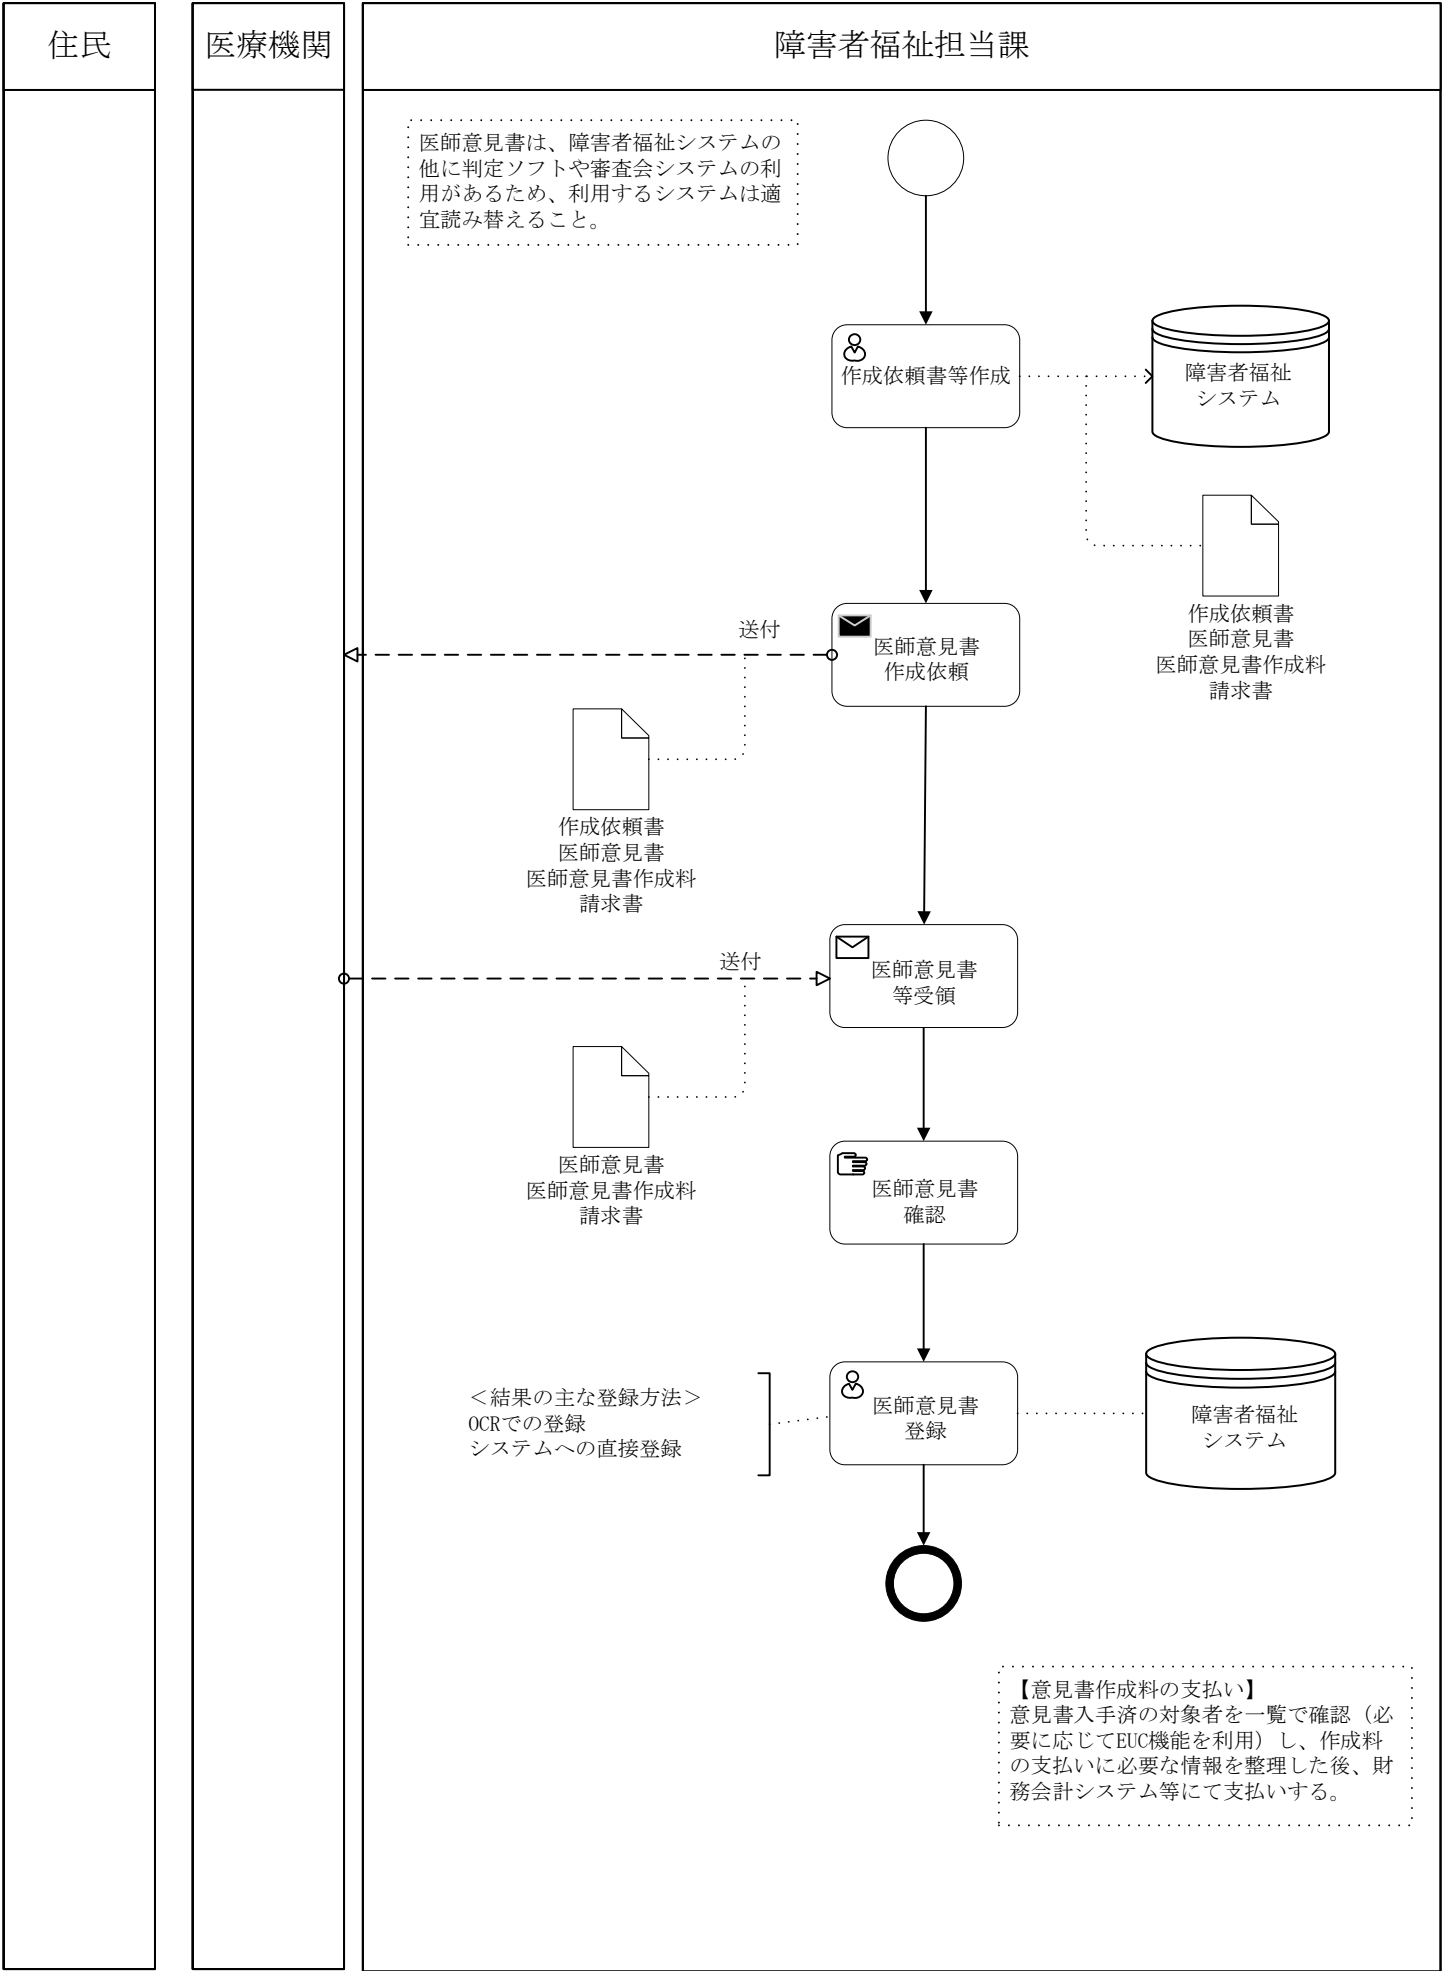 住民
医療機関
障害者福祉担当課
医師意見書は、障害者福祉システムの
他に判定ソフトや審査会システムの利
用があるため、利用するシステムは適
宜読み替えること。
作成依頼書等作成
障害者福祉
システム
作成依頼書
医師意見書
医師意見書作成料
請求書
送付
医師意見書
作成依頼
作成依頼書
医師意見書
医師意見書作成料
請求書
送付
医師意見書
等受領
医師意見書
医師意見書作成料
請求書
医師意見書
確認
＜結果の主な登録方法＞
OCRでの登録
システムへの直接登録
医師意見書
登録
障害者福祉
システム
【意見書作成料の支払い】
意見書入手済の対象者を一覧で確認（必
要に応じてEUC機能を利用）し、作成料
の支払いに必要な情報を整理した後、財
務会計システム等にて支払いする。